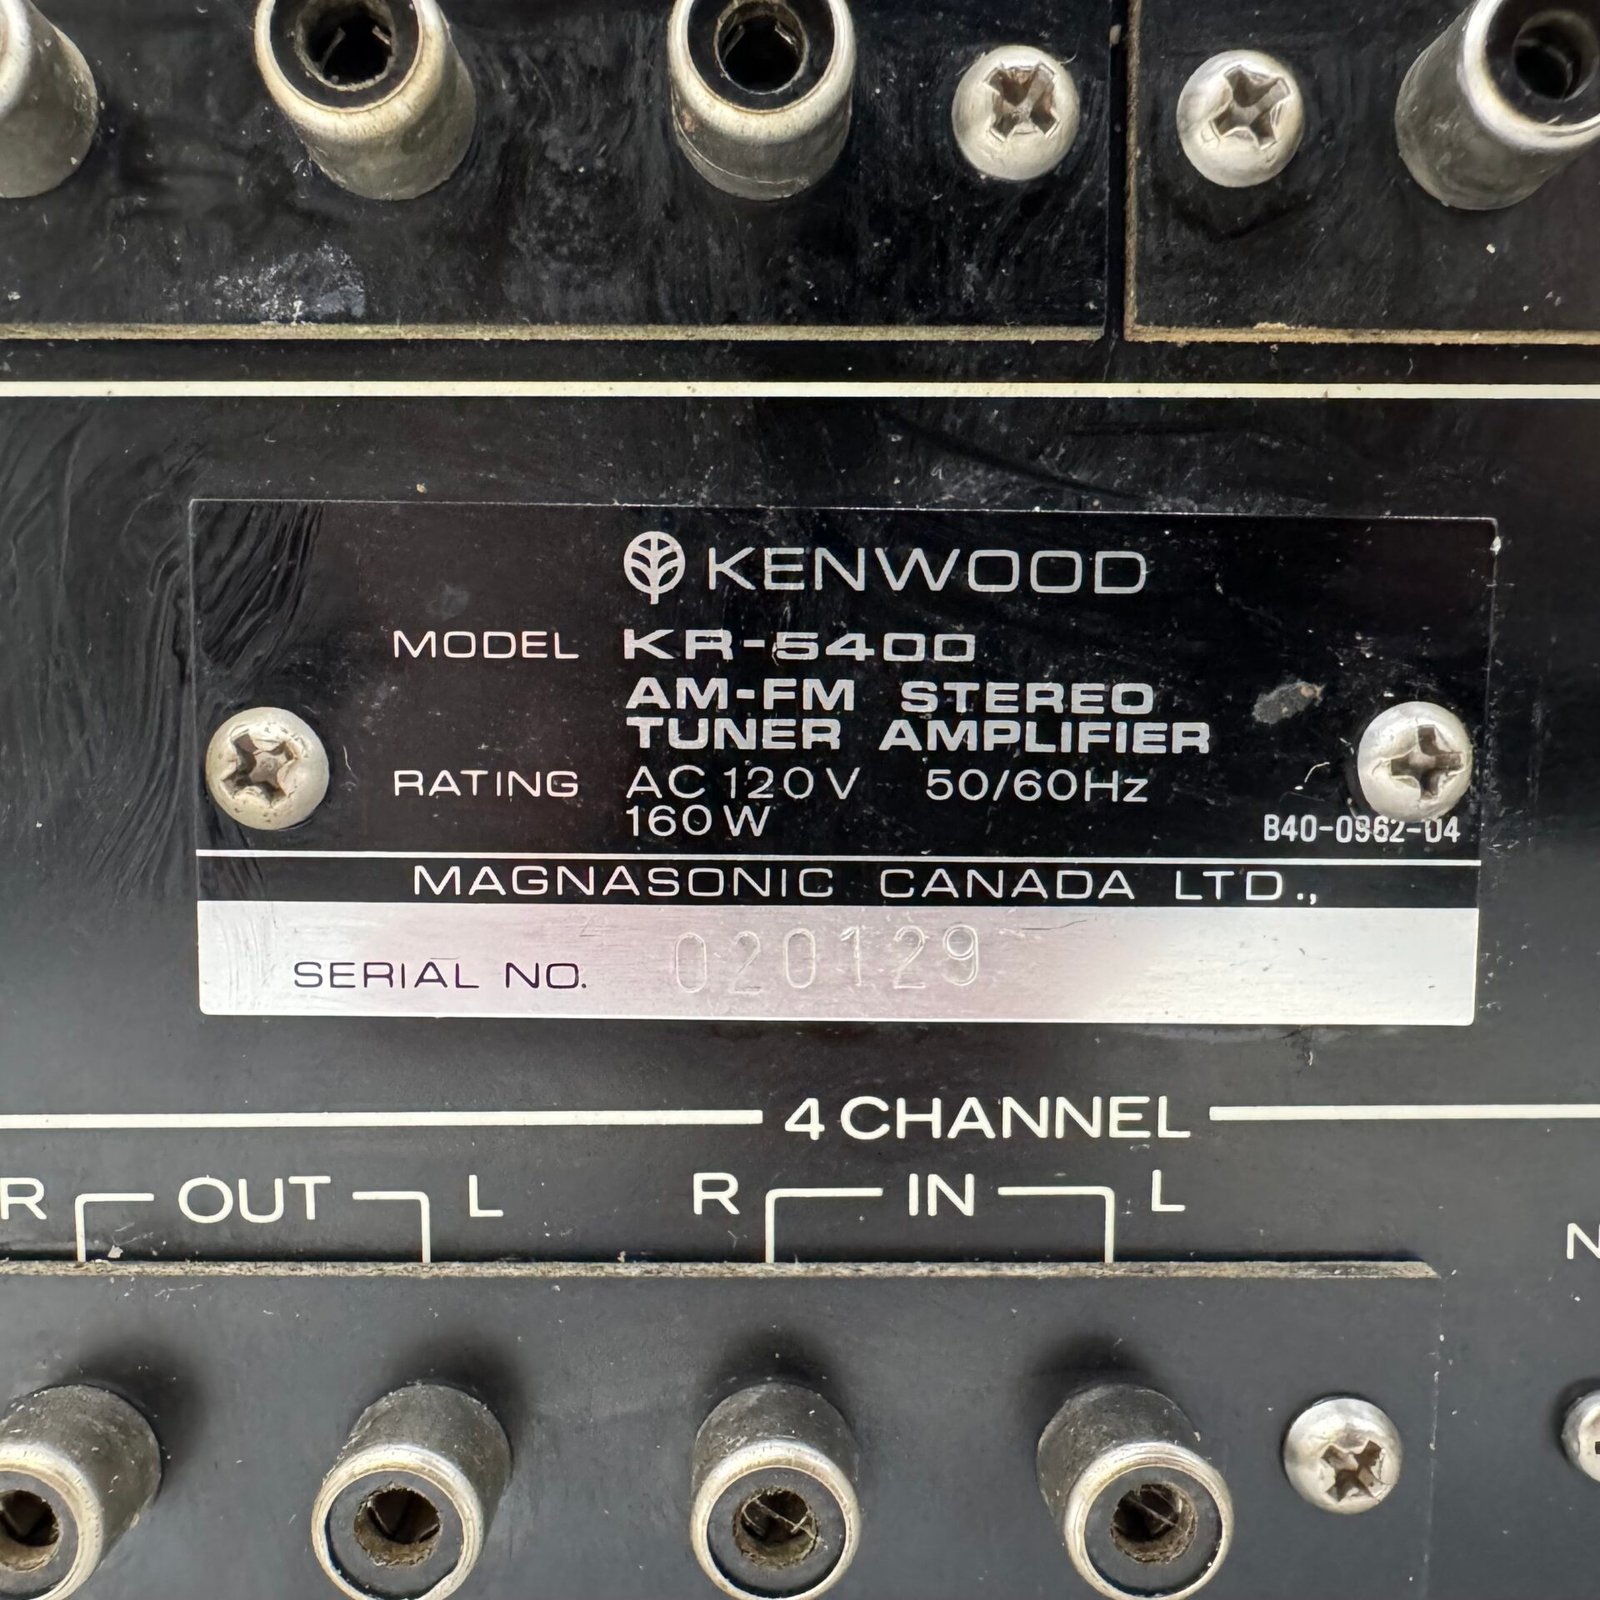 KENWOOD
MODEL KR-5400
AM-FM STEREO
TUNER AMPLIFIER
RATING AC 120V 50/60Hz
160W
B40-0962-04
MAGNASONIC CANADA LTD.,
SERIAL NO. 020129
4 CHANNEL
R OUT L R IN L
N